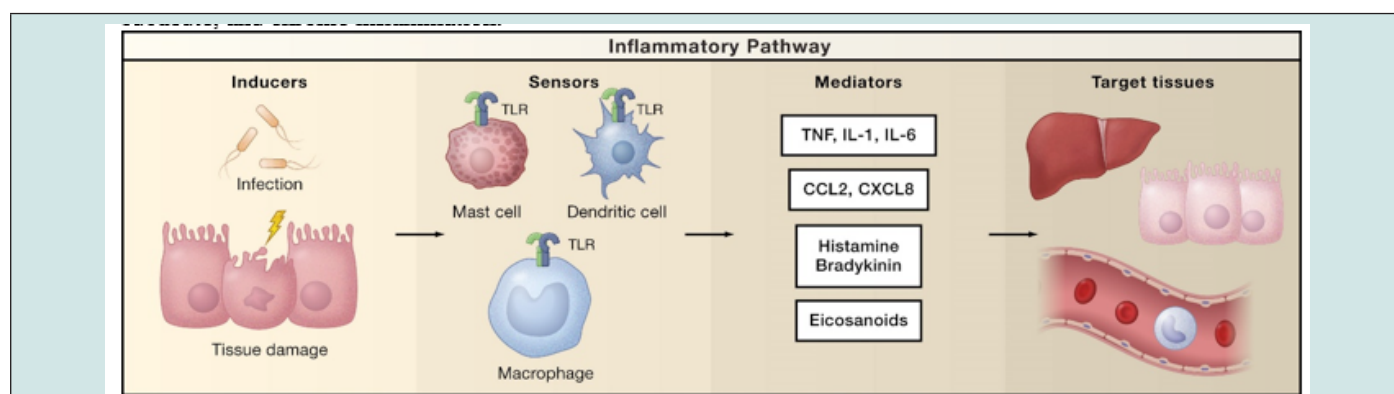 Inflammatory Pathway
Inducers
Sensors
Mediators
Target tissues
TLR
TLR
TNF, IL-1, IL-6
Infection
CCL2, CXCL8
Mast cell
Dendritic cell
TLR
Histamine
Bradykinin
Eicosanoids
Tissue damage
Macrophage